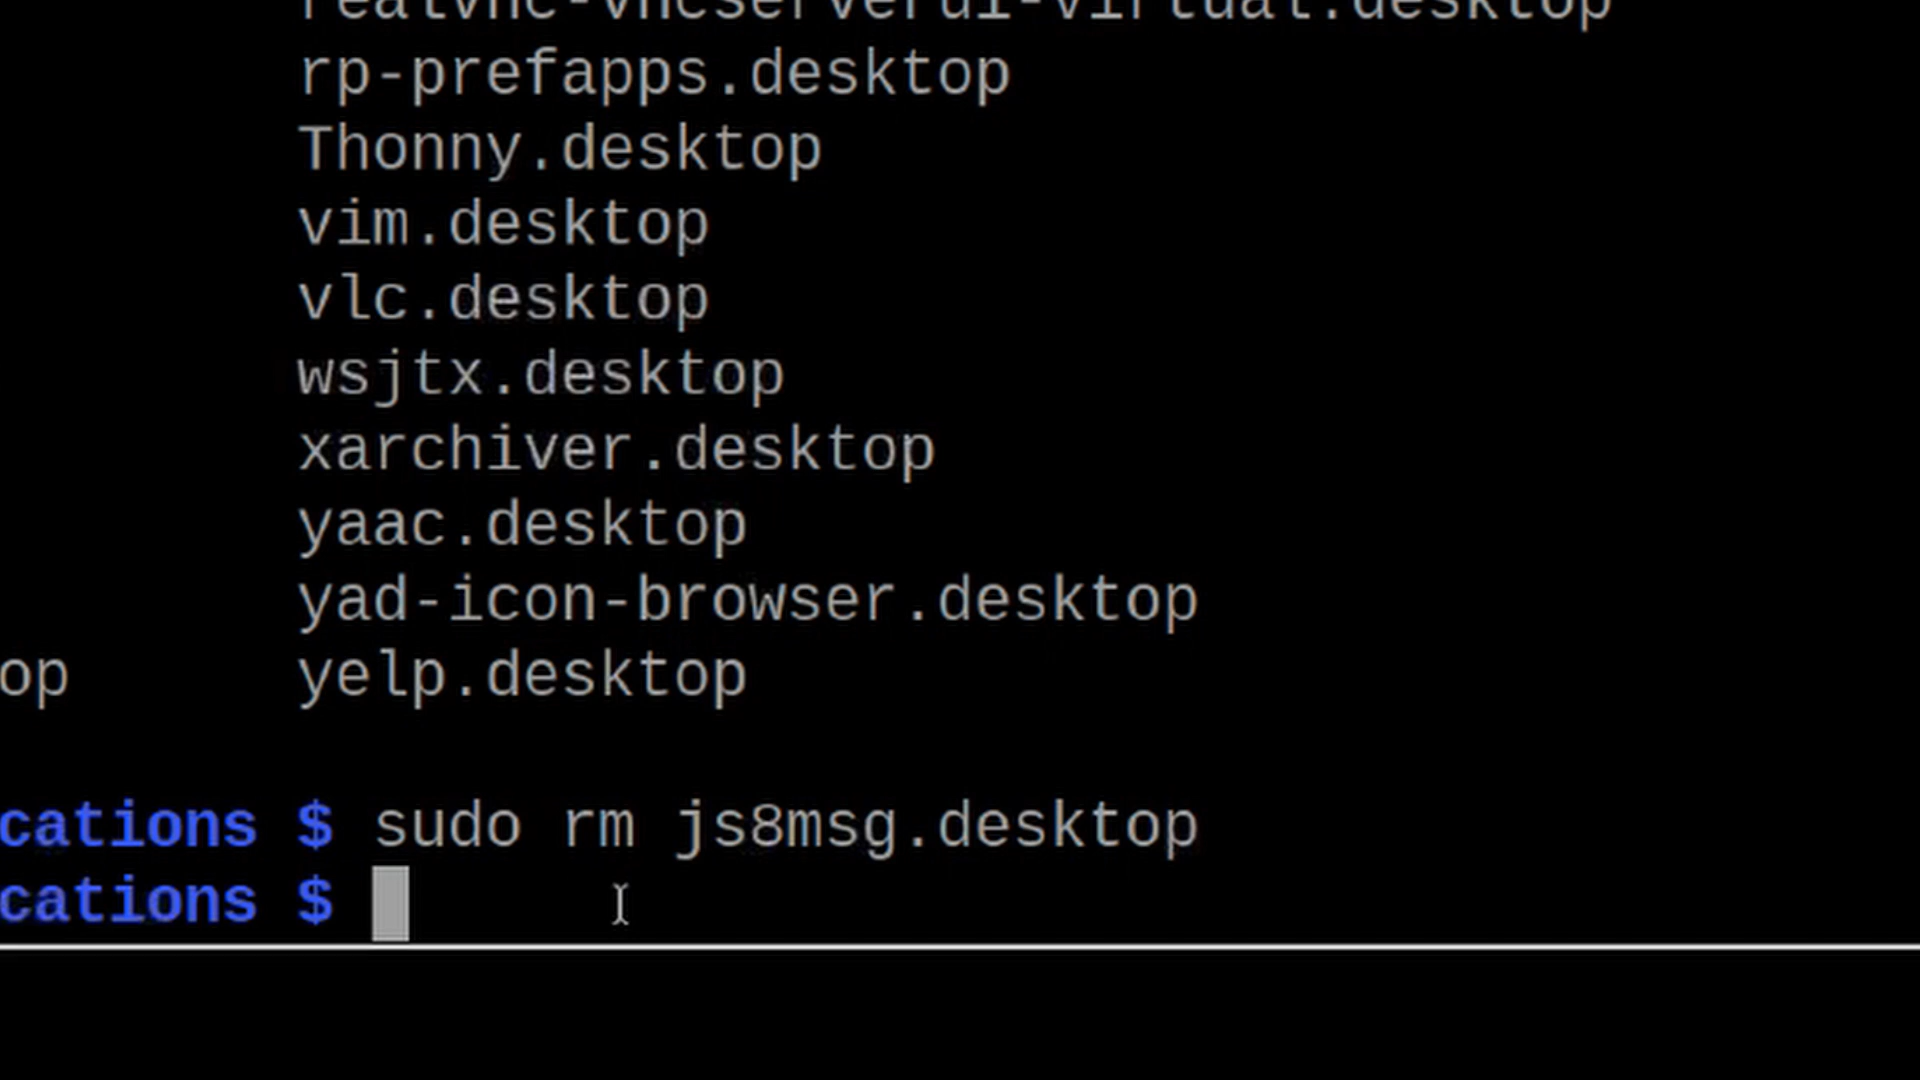 realvnc-vncserverui-virtual.desktop
rp-prefapps.desktop
Thonny.desktop
vim.desktop
vlc.desktop
wsjtx.desktop
xarchiver.desktop
yaac.desktop
yad-icon-browser.desktop
op yelp.desktop
cations $ sudo rm js8msg.desktop
cations $